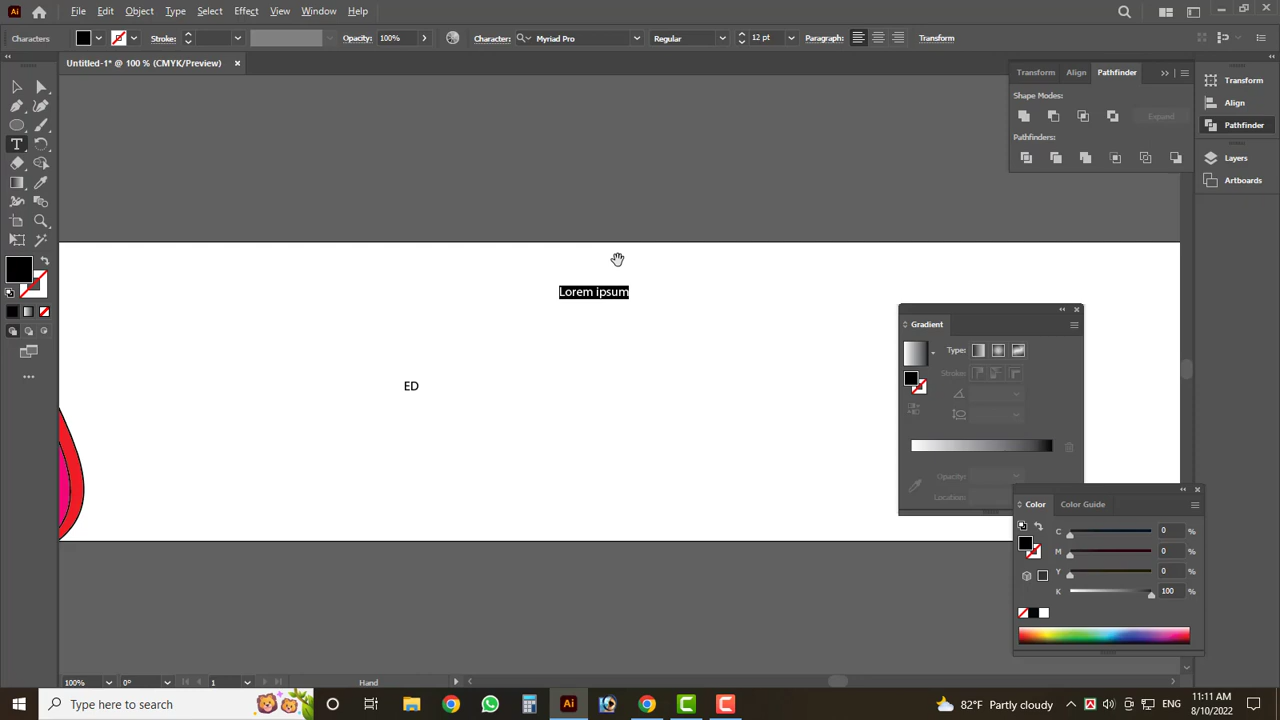 File Edit Object Type Select Effect View Window Help
Characters Stroke: Opacity: 100% Character: Myriad Pro Regular 12 pt Paragraph: Transform
Untitled-1* @ 100 % (CMYK/Preview)
Transform Align Pathfinder
Shape Modes:
Expand
Pathfinders:
Transform
Align
Pathfinder
Layers
Artboards
Lorem ipsum
ED
Gradient
Type:
Stroke:
Opacity:
Location:
Color Color Guide
C 0 %
M 0 %
Y 0 %
K 100 %
100% 0° 1 Hand
Type here to search
82°F Partly cloudy
11:11 AM
8/10/2022